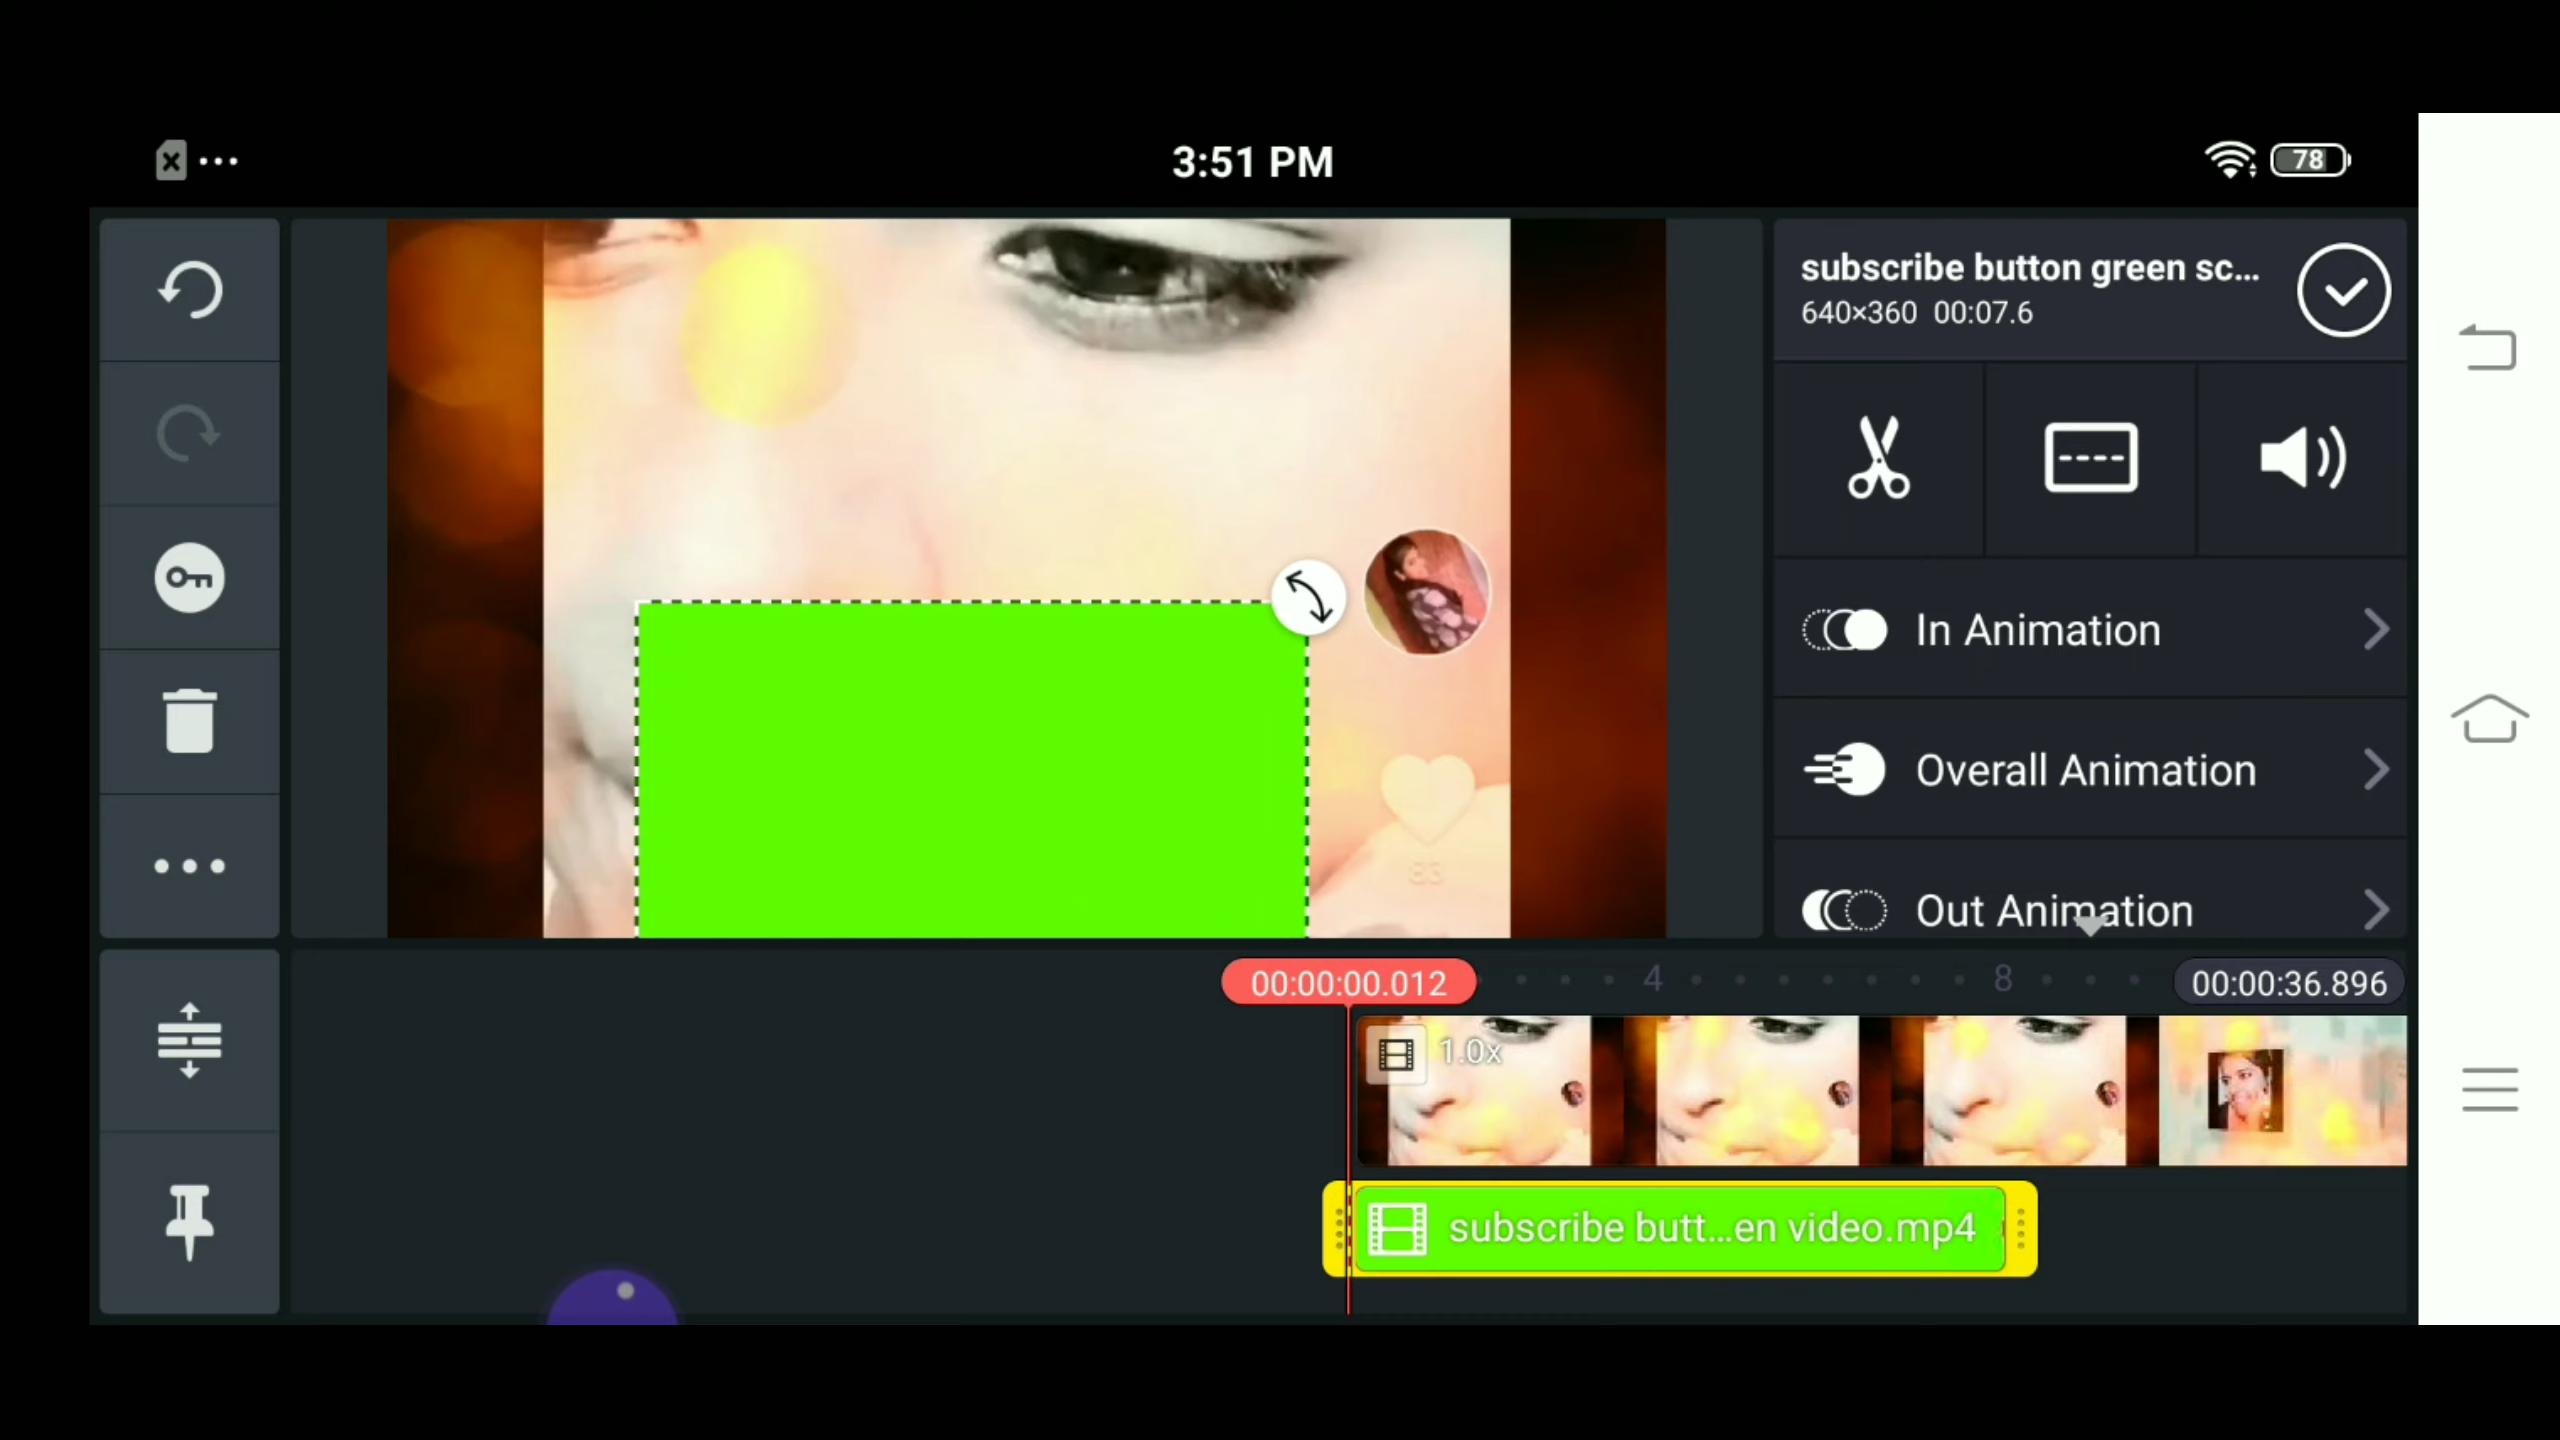 3:51 PM
78
subscribe button green sc...
640×360 00:07.6
In Animation
Overall Animation
83
Out Animation
00:00:00.012
4
8
00:00:36.896
1.0x
subscribe butt...en video.mp4